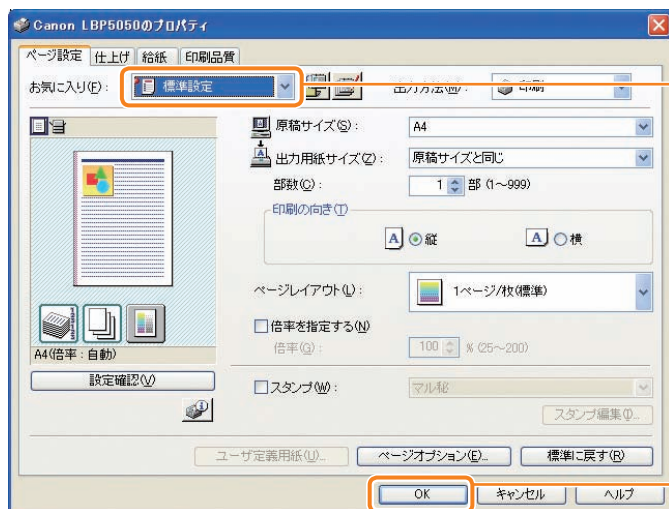 Canon LBP5050のプロパティ
ページ設定 仕上げ 給紙 印刷品質
お気に入り(F): 標準設定 出力方法(M): 印刷
原稿サイズ(S): A4
出力用紙サイズ(Z): 原稿サイズと同じ
部数(C): 1 部 (1~999)
印刷の向き(T)
A 縦 A 横
ページレイアウト(L): 1ページ/枚(標準)
倍率を指定する(N)
倍率(G): 100 % (25~200)
A4(倍率:自動)
設定確認(V)
スタンプ(W): マル秘
スタンプ編集(I)...
ユーザ定義用紙(U)... ページオプション(E)... 標準に戻す(R)
OK キャンセル ヘルプ